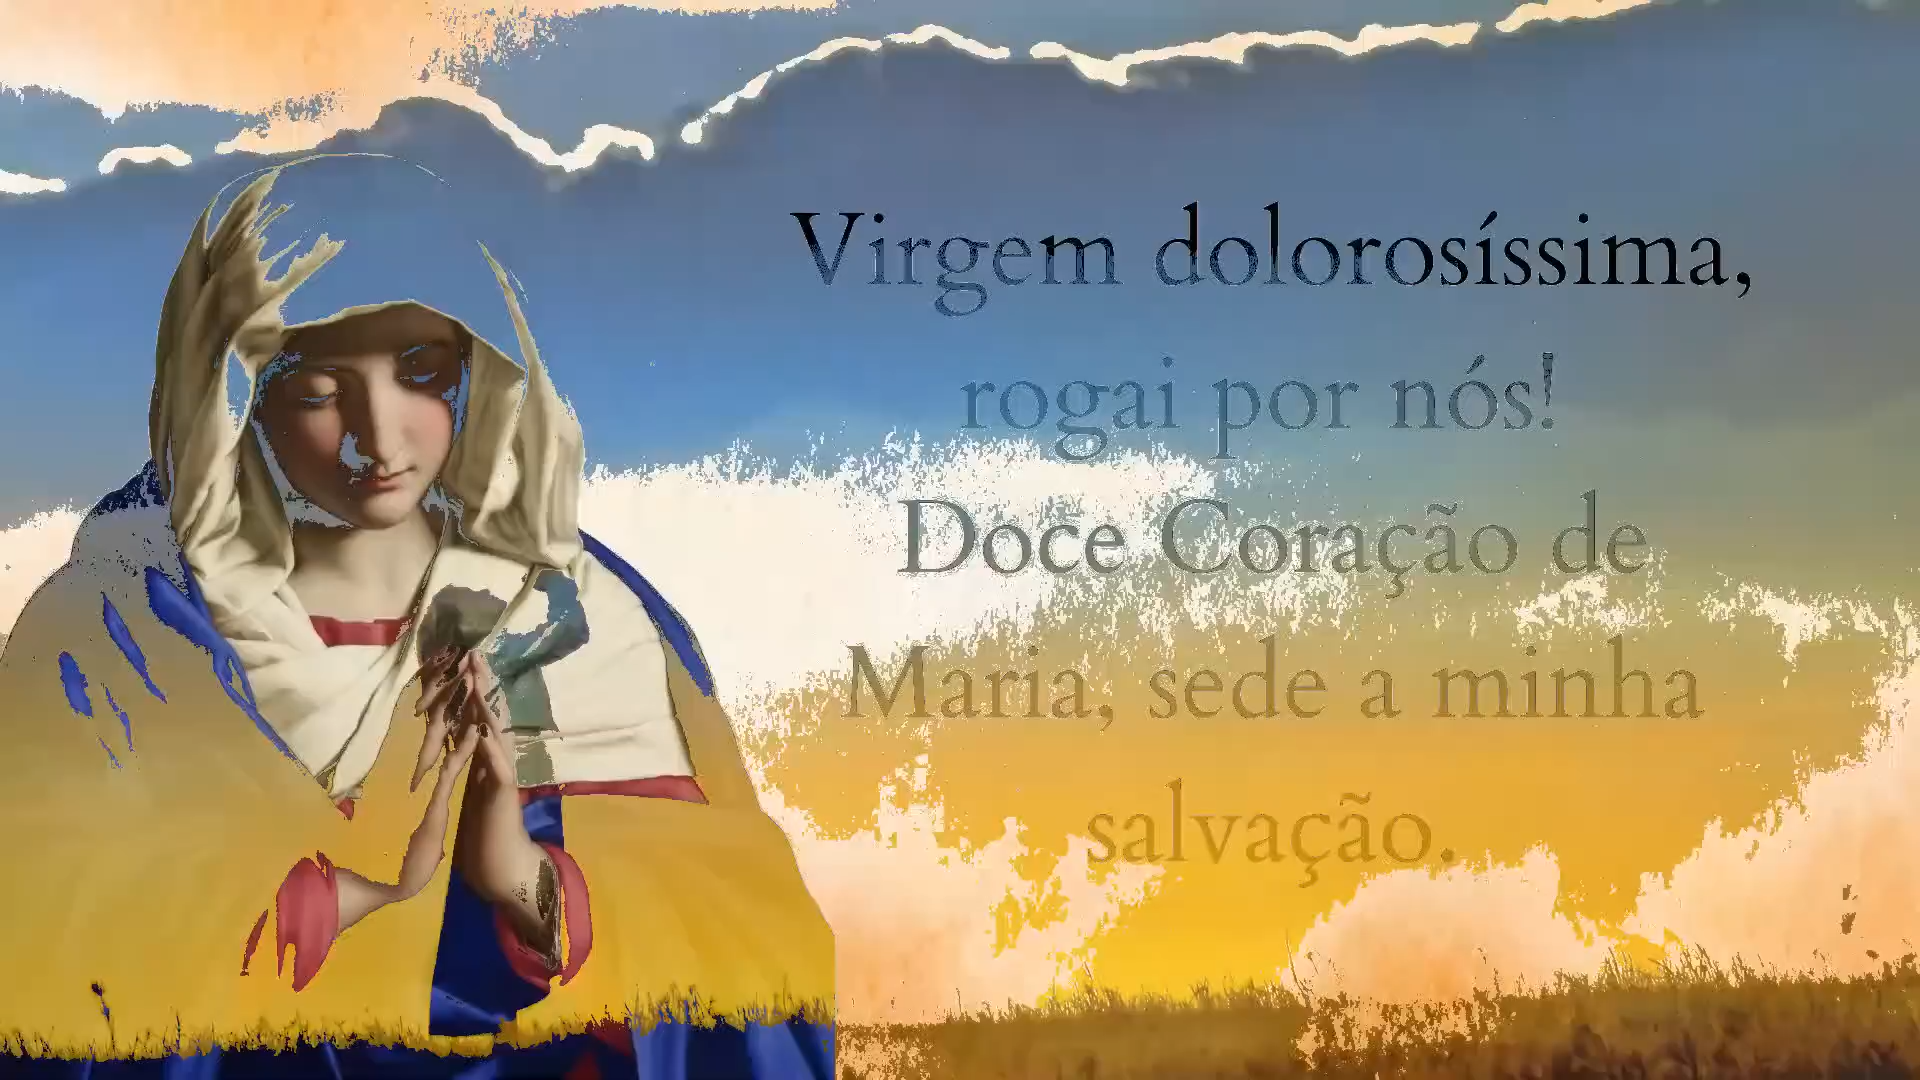 Virgem dolorosíssima,
rogai por nós!
Doce Coração de
Maria, sede a minha
salvação.